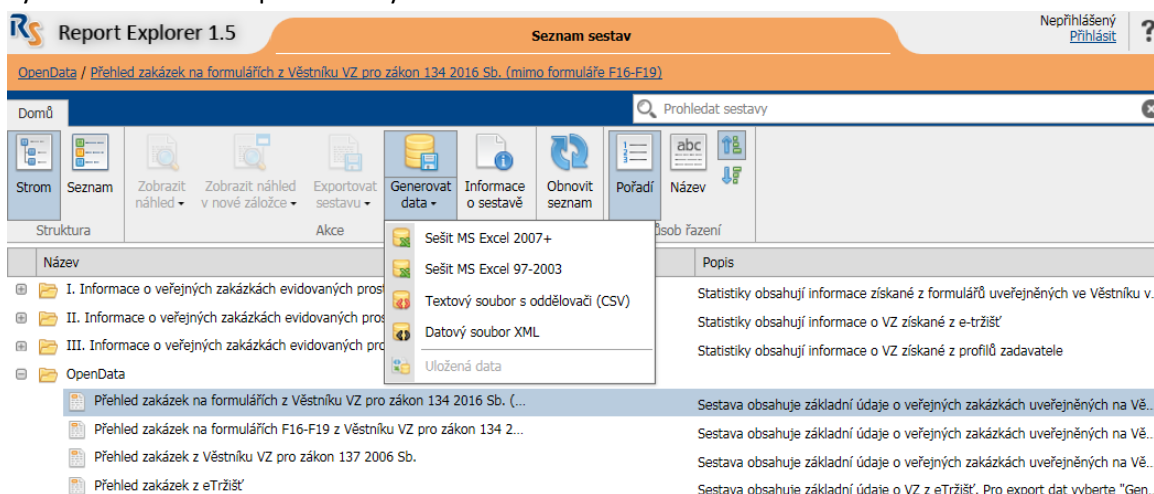 RS Report Explorer 1.5
Seznam sestav
Nepřihlášený
Přihlásit
?
OpenData / Přehled zakázek na formulářích z Věstníku VZ pro zákon 134 2016 Sb. (mimo formuláře F16-F19)
Domů
Prohledat sestavy
Strom
Seznam
Zobrazit náhled
Zobrazit náhled v nové záložce
Exportovat sestavu
Generovat data
Informace o sestavě
Obnovit seznam
Pořadí
abc
Název
Struktura
Akce
ůsob řazení
Sešit MS Excel 2007+
Sešit MS Excel 97-2003
Textový soubor s oddělovači (CSV)
Datový soubor XML
Uložená data
Název
Popis
I. Informace o veřejných zakázkách evidovaných pros
Statistiky obsahují informace získané z formulářů uveřejněných ve Věstníku v...
II. Informace o veřejných zakázkách evidovaných pros
Statistiky obsahují informace o VZ získané z e-tržišť
III. Informace o veřejných zakázkách evidovaných pro
Statistiky obsahují informace o VZ získané z profilů zadavatele
OpenData
Přehled zakázek na formulářích z Věstníku VZ pro zákon 134 2016 Sb. (...
Sestava obsahuje základní údaje o veřejných zakázkách uveřejněných na Vě...
Přehled zakázek na formulářích F16-F19 z Věstníku VZ pro zákon 134 2...
Sestava obsahuje základní údaje o veřejných zakázkách uveřejněných na Vě...
Přehled zakázek z Věstníku VZ pro zákon 137 2006 Sb.
Sestava obsahuje základní údaje o veřejných zakázkách uveřejněných na Vě...
Přehled zakázek z eTržišť
Sestava obsahuje základní údaje o VZ z eTržišť. Pro export dat vyberte "Gen...